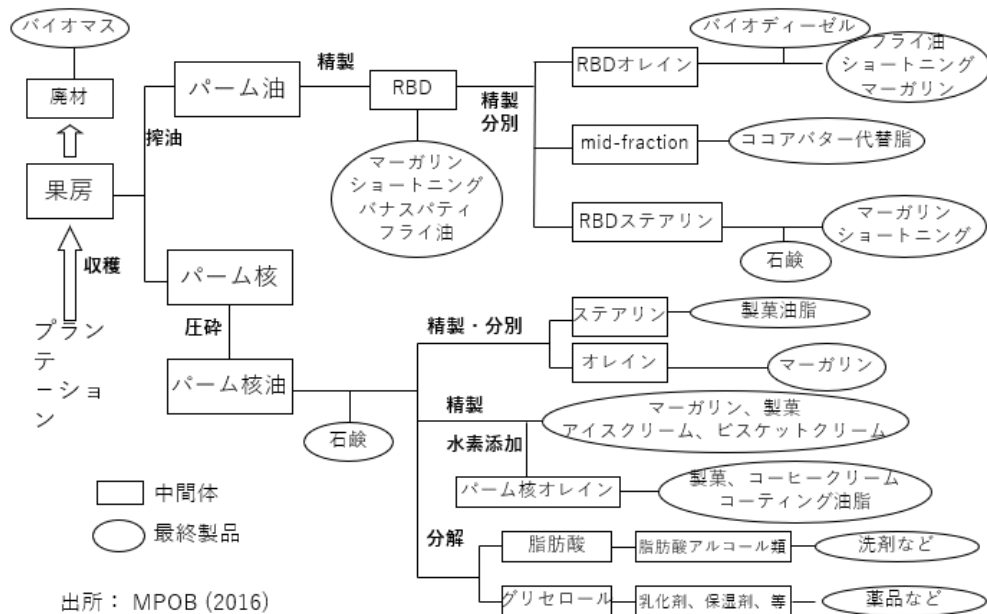 バイオマス
廃材
果房
収穫
プラン
テ
ーショ
ン
搾油
パーム油
精製
RBD
マーガリン
ショートニング
バナスパティ
フライ油
精製
分別
RBDオレイン
バイオディーゼル
フライ油
ショートニング
マーガリン
mid-fraction
ココアバター代替脂
RBDステアリン
石鹸
マーガリン
ショートニング
パーム核
圧砕
パーム核油
石鹸
精製・分別
ステアリン
製菓油脂
オレイン
マーガリン
精製
マーガリン、製菓
アイスクリーム、ビスケットクリーム
水素添加
パーム核オレイン
製菓、コーヒークリーム
コーティング油脂
分解
脂肪酸
脂肪酸アルコール類
洗剤など
グリセロール
乳化剤、保湿剤、等
薬品など
中間体
最終製品
出所： MPOB (2016)